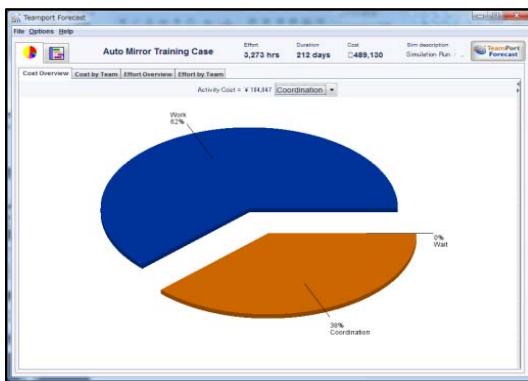 Teamport Forecast
File Options Help
Auto Mirror Training Case
Effort
3,273 hrs
Duration
212 days
Cost
489,130
Sim description
Simulation Run
TeamPort
Forecast
Cost Overview Cost by Team Effort Overview Effort by Team
Activity Cost = ¥ 184,847 Coordination
Work
62%
0%
Wait
38%
Coordination